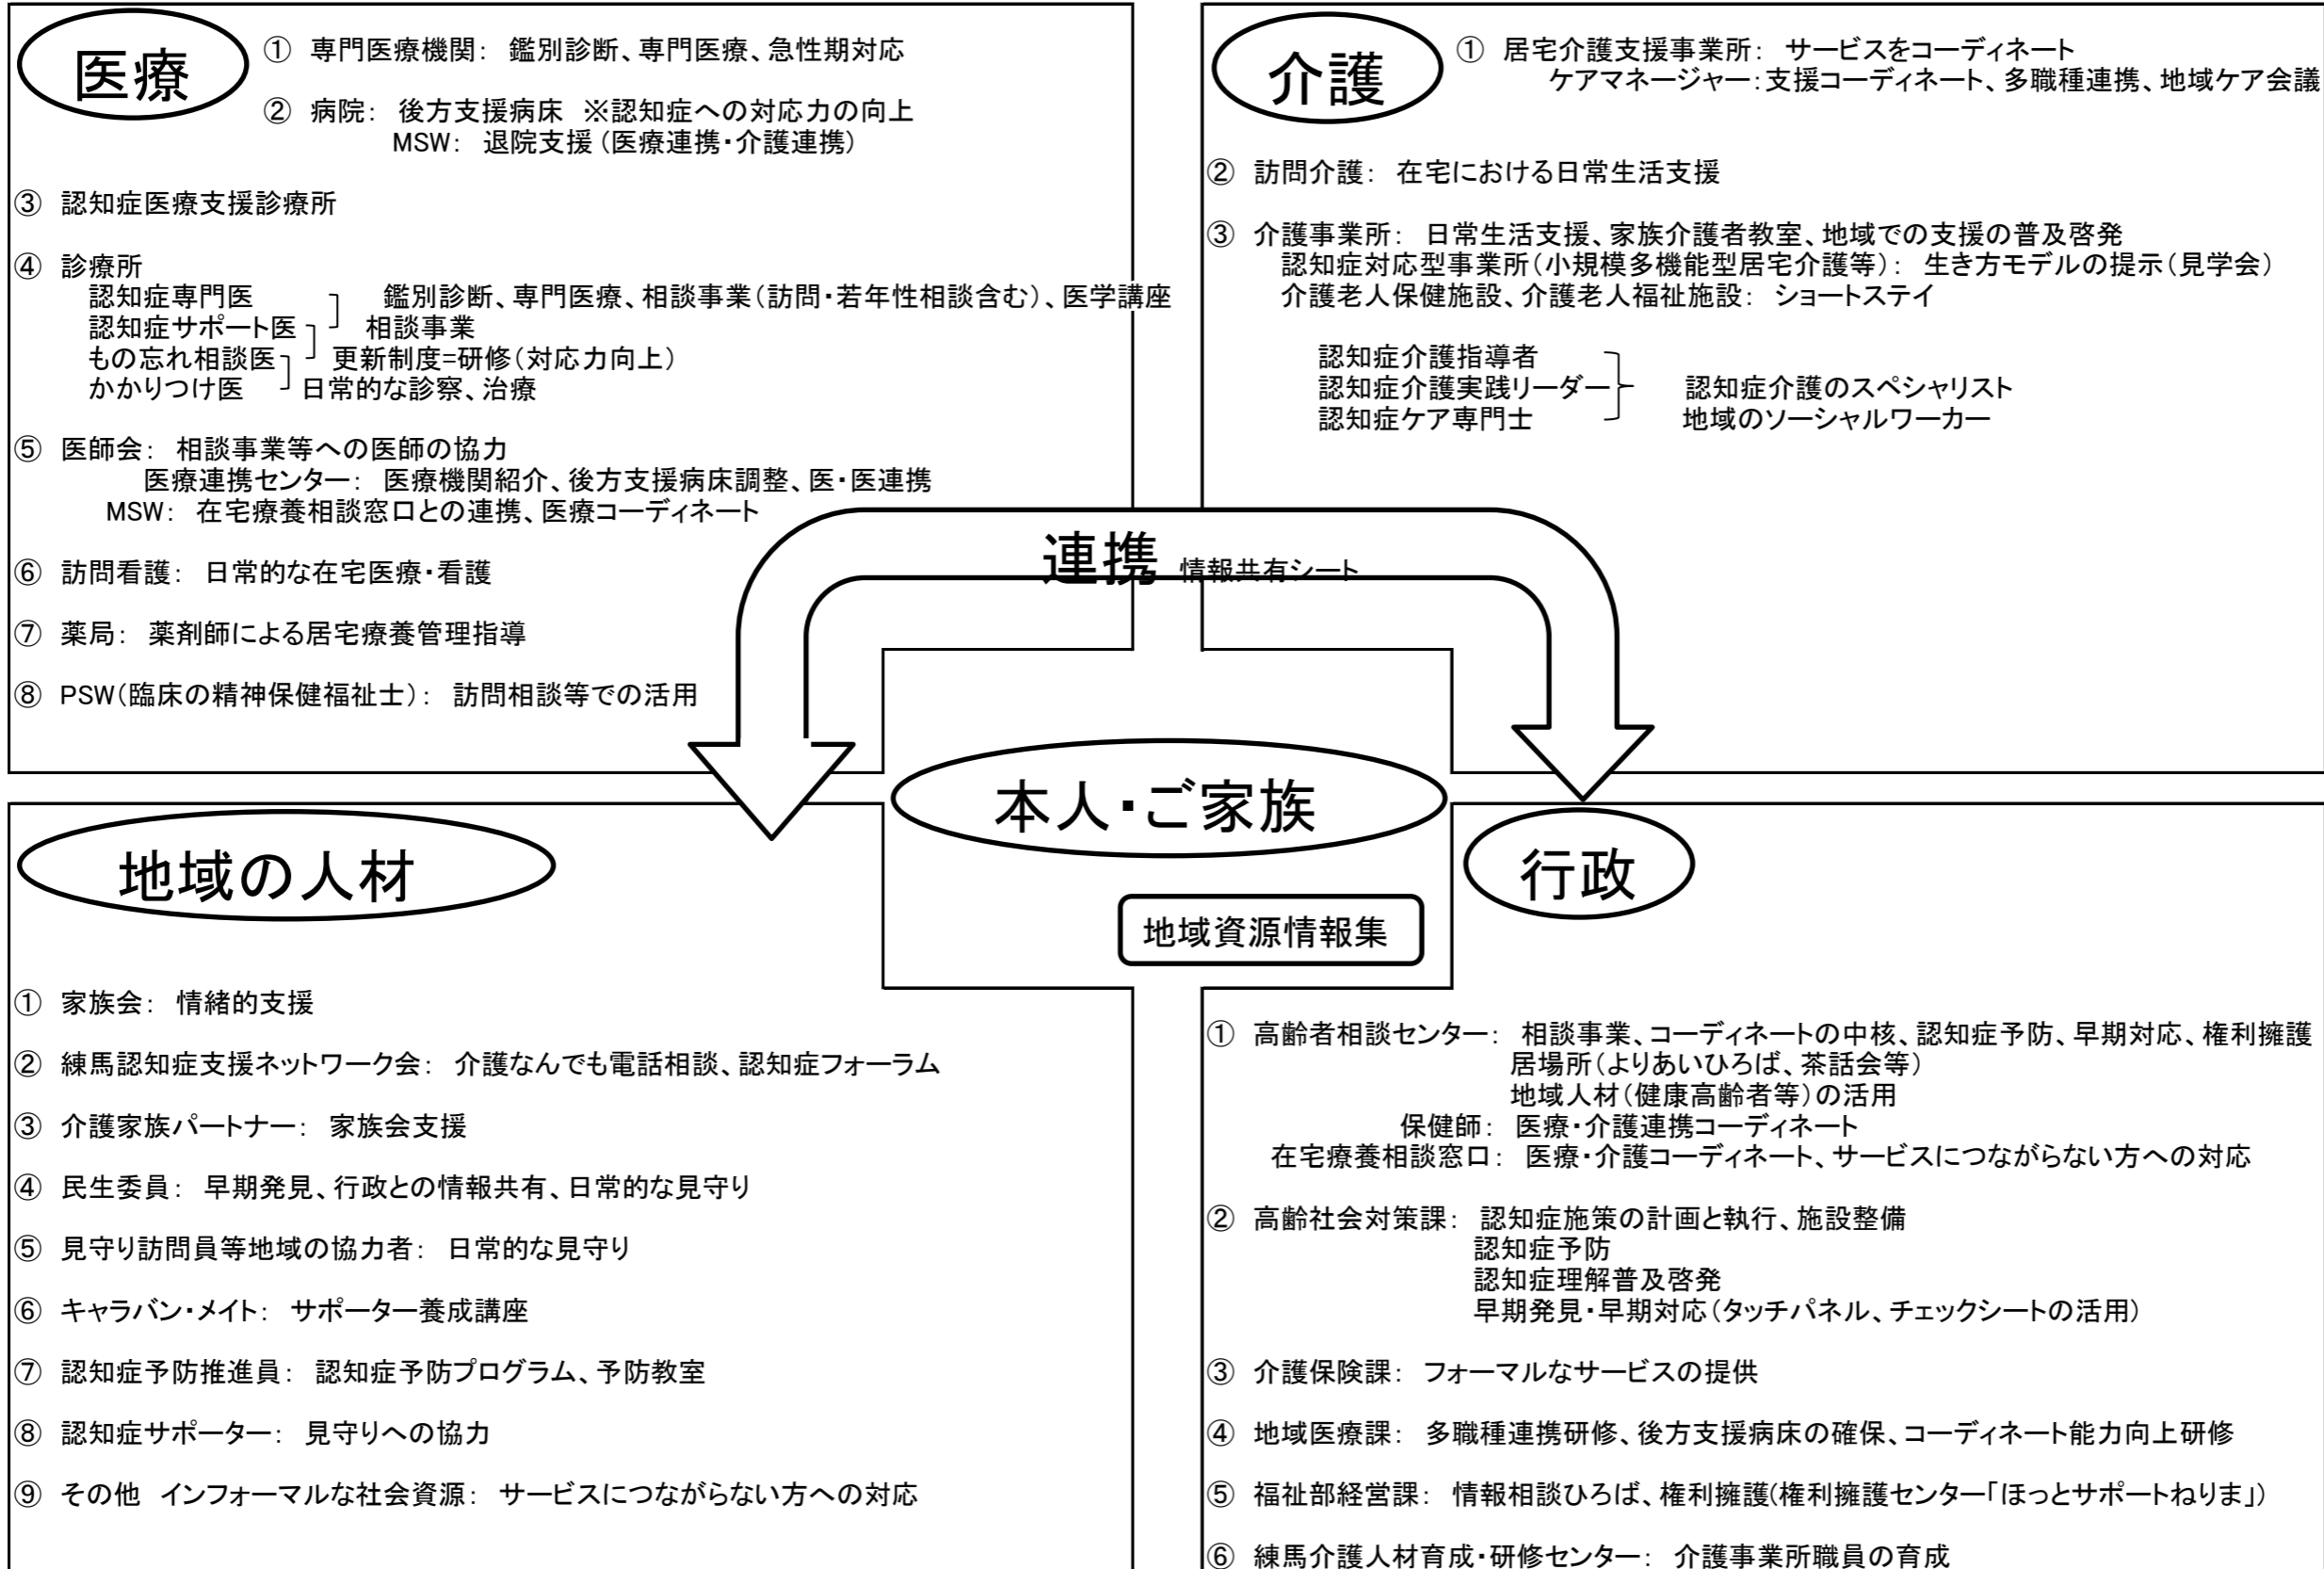 医療
① 専門医療機関： 鑑別診断、専門医療、急性期対応
② 病院： 後方支援病床 ※認知症への対応力の向上
MSW： 退院支援（医療連携・介護連携）
③ 認知症医療支援診療所
④ 診療所
認知症専門医 鑑別診断、専門医療、相談事業（訪問・若年性相談含む）、医学講座
認知症サポート医 相談事業
もの忘れ相談医 更新制度=研修（対応力向上）
かかりつけ医 日常的な診察、治療
⑤ 医師会： 相談事業等への医師の協力
医療連携センター： 医療機関紹介、後方支援病床調整、医・医連携
MSW： 在宅療養相談窓口との連携、医療コーディネート
⑥ 訪問看護： 日常的な在宅医療・看護
⑦ 薬局： 薬剤師による居宅療養管理指導
⑧ PSW（臨床の精神保健福祉士）： 訪問相談等での活用
介護
① 居宅介護支援事業所： サービスをコーディネート
ケアマネージャー：支援コーディネート、多職種連携、地域ケア会議
② 訪問介護： 在宅における日常生活支援
③ 介護事業所： 日常生活支援、家族介護者教室、地域での支援の普及啓発
認知症対応型事業所（小規模多機能型居宅介護等）： 生き方モデルの提示（見学会）
介護老人保健施設、介護老人福祉施設： ショートステイ
認知症介護指導者
認知症介護実践リーダー 認知症介護のスペシャリスト
認知症ケア専門士 地域のソーシャルワーカー
連携 情報共有シート
本人・ご家族
地域資源情報集
地域の人材
① 家族会： 情緒的支援
② 練馬認知症支援ネットワーク会： 介護なんでも電話相談、認知症フォーラム
③ 介護家族パートナー： 家族会支援
④ 民生委員： 早期発見、行政との情報共有、日常的な見守り
⑤ 見守り訪問員等地域の協力者： 日常的な見守り
⑥ キャラバン・メイト： サポーター養成講座
⑦ 認知症予防推進員： 認知症予防プログラム、予防教室
⑧ 認知症サポーター： 見守りへの協力
⑨ その他 インフォーマルな社会資源： サービスにつながらない方への対応
行政
① 高齢者相談センター： 相談事業、コーディネートの中核、認知症予防、早期対応、権利擁護
居場所（よりあいひろば、茶話会等）
地域人材（健康高齢者等）の活用
保健師： 医療・介護連携コーディネート
在宅療養相談窓口： 医療・介護コーディネート、サービスにつながらない方への対応
② 高齢社会対策課： 認知症施策の計画と執行、施設整備
認知症予防
認知症理解普及啓発
早期発見・早期対応（タッチパネル、チェックシートの活用）
③ 介護保険課： フォーマルなサービスの提供
④ 地域医療課： 多職種連携研修、後方支援病床の確保、コーディネート能力向上研修
⑤ 福祉部経営課： 情報相談ひろば、権利擁護(権利擁護センター「ほっとサポートねりま」）
⑥ 練馬介護人材育成・研修センター： 介護事業所職員の育成